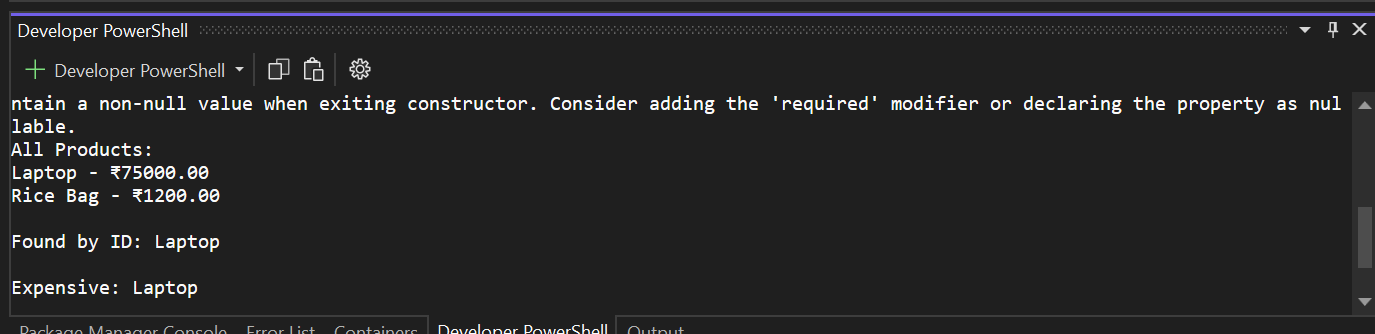 Developer PowerShell
Developer PowerShell
ntain a non-null value when exiting constructor. Consider adding the 'required' modifier or declaring the property as nul
lable.
All Products:
Laptop - ₹75000.00
Rice Bag - ₹1200.00
Found by ID: Laptop
Expensive: Laptop
Package Manager Console Error List Containers Developer PowerShell Output